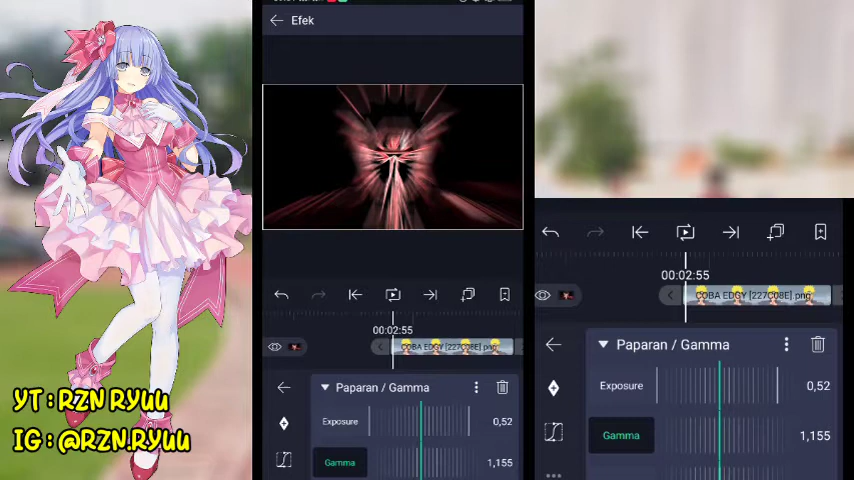 Efek
00:02:55
COBA EDGY [227C08E].png
Paparan / Gamma
Exposure
0,52
Gamma
1,155
00:02:55
COBA EDGY [227C08E].png
Paparan / Gamma
Exposure
0,52
Gamma
1,155
YT : RZN RYUU
IG : @RZN.RYUU